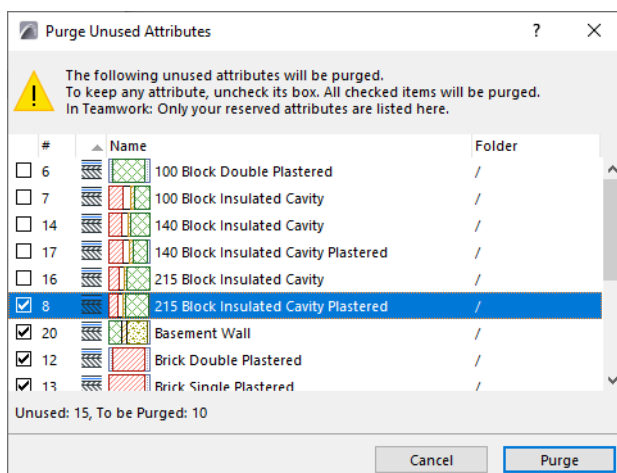 Purge Unused Attributes
?
The following unused attributes will be purged.
To keep any attribute, uncheck its box. All checked items will be purged.
In Teamwork: Only your reserved attributes are listed here.
# Name Folder
6 100 Block Double Plastered /
7 100 Block Insulated Cavity /
14 140 Block Insulated Cavity /
17 140 Block Insulated Cavity Plastered /
16 215 Block Insulated Cavity /
8 215 Block Insulated Cavity Plastered /
20 Basement Wall /
12 Brick Double Plastered /
13 Brick Single Plastered /
Unused: 15, To be Purged: 10
Cancel Purge